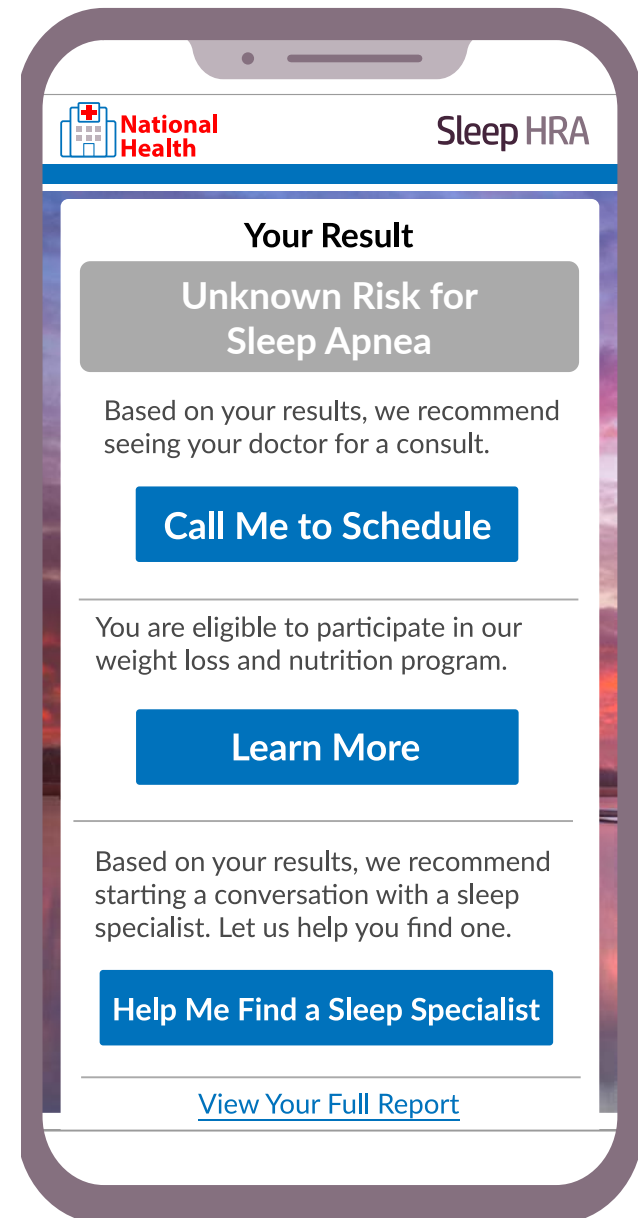 National
Health
Sleep HRA
Your Result
Unknown Risk for
Sleep Apnea
Based on your results, we recommend
seeing your doctor for a consult.
Call Me to Schedule
You are eligible to participate in our
weight loss and nutrition program.
Learn More
Based on your results, we recommend
starting a conversation with a sleep
specialist. Let us help you find one.
Help Me Find a Sleep Specialist
View Your Full Report